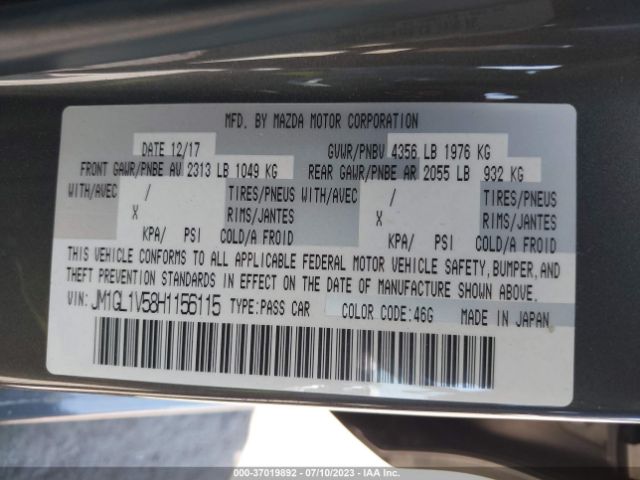 MFD. BY MAZDA MOTOR CORPORATION
DATE 12/17 GVWR/PNBV 4356 LB 1976 KG
FRONT GAWR/PNBE AV 2313 LB 1049 KG REAR GAWR/PNBE AR 2055 LB 932 KG
WITH/AVEC / TIRES/PNEUS WITH/AVEC / TIRES/PNEUS
X RIMS/JANTES X RIMS/JANTES
KPA/ PSI COLD/A FROID KPA/ PSI COLD/A FROID
THIS VEHICLE CONFORMS TO ALL APPLICABLE FEDERAL MOTOR VEHICLE SAFETY, BUMPER, AND
THEFT PREVENTION STANDARDS IN EFFECT ON THE DATE OF MANUFACTURE SHOWN ABOVE.
VIN: JM1GL1V58H1156115 TYPE:PASS CAR COLOR CODE:46G MADE IN JAPAN
000-37019892 - 07/10/2023 - IAA Inc.